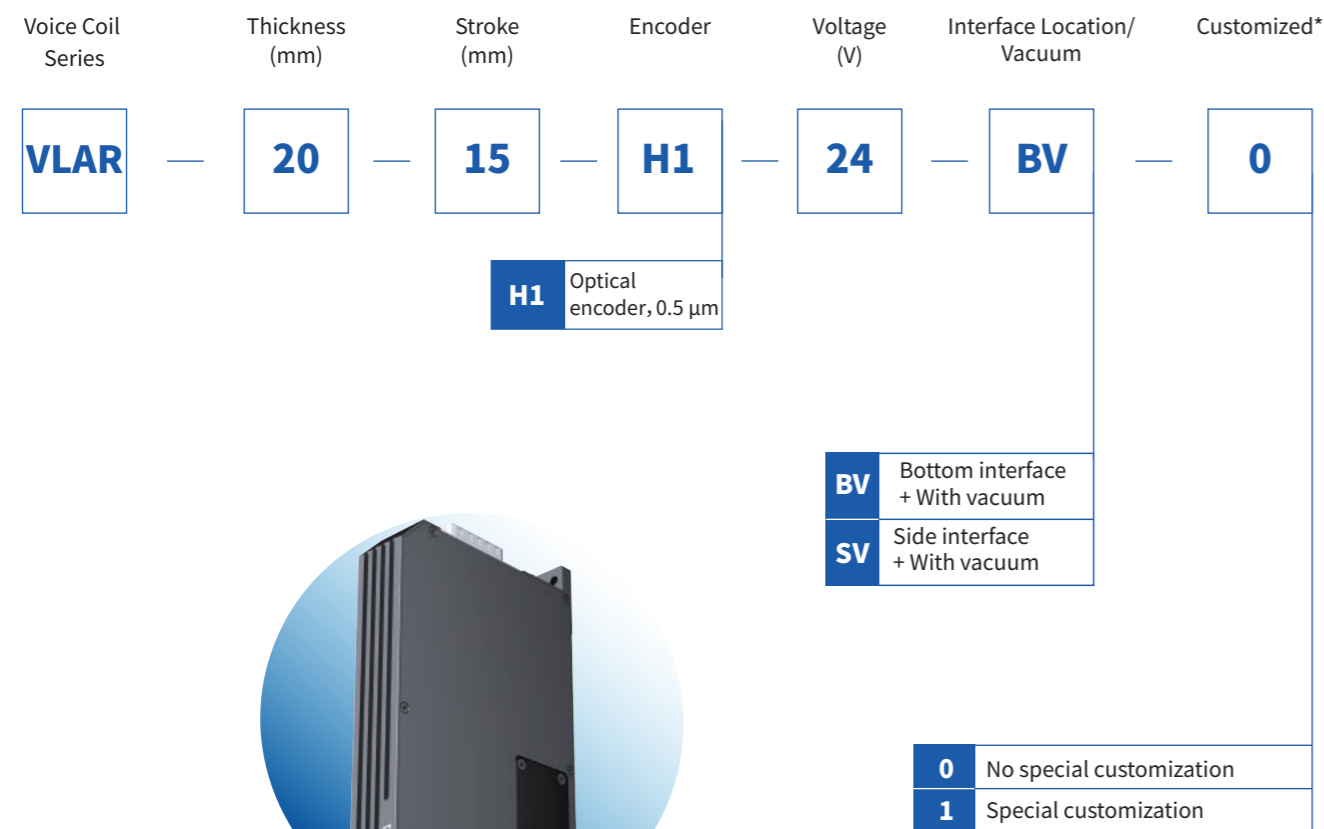 Voice Coil
Series
Thickness
(mm)
Stroke
(mm)
Encoder
Voltage
(V)
Interface Location/
Vacuum
Customized*
VLAR — 20 — 15 — H1 — 24 — BV — 0
H1 Optical
encoder, 0.5 μm
BV Bottom interface
+ With vacuum
SV Side interface
+ With vacuum
0 No special customization
1 Special customization